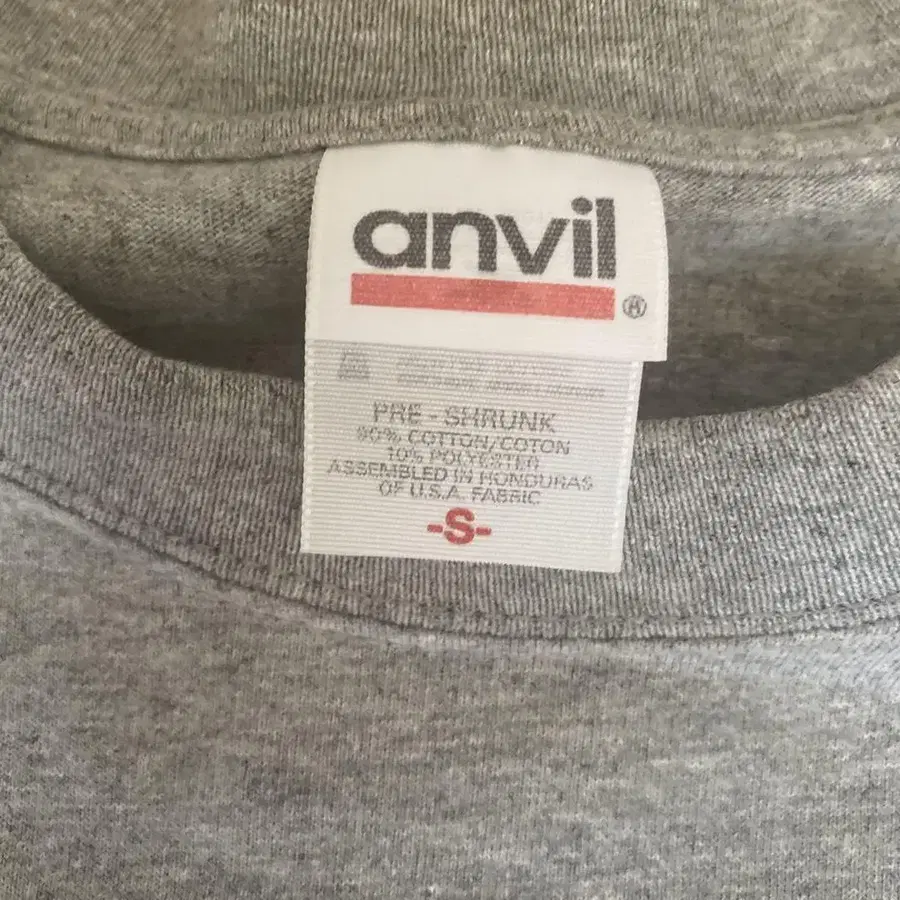 anvil
®
PRE - SHRUNK
90% COTTON/COTON
10% POLYESTER
ASSEMBLED IN HONDURAS
OF U.S.A. FABRIC
-S-